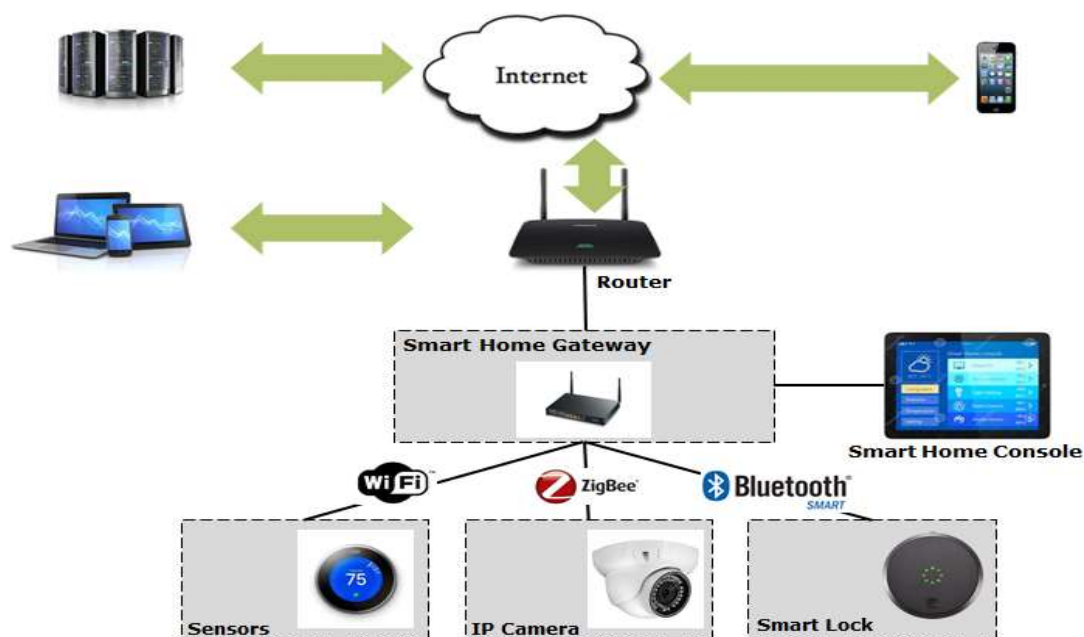 Internet
Router
Smart Home Gateway
Smart Home Console
WiFi
ZigBee®
Bluetooth®
SMART
75
Sensors
IP Camera
Smart Lock